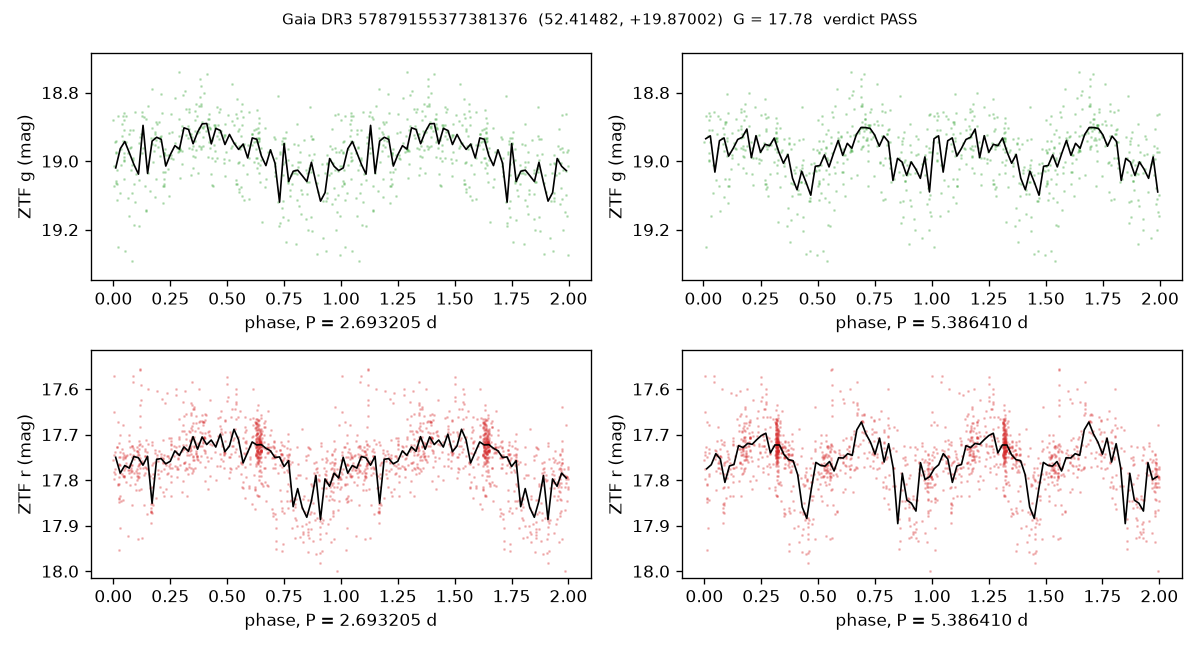 Gaia DR3 57879155377381376  (52.41482, +19.87002)  G = 17.78  verdict PASS
ZTF g (mag)
18.8
19.0
19.2
0.00 0.25 0.50 0.75 1.00 1.25 1.50 1.75 2.00
phase, P = 2.693205 d
ZTF g (mag)
18.8
19.0
19.2
0.00 0.25 0.50 0.75 1.00 1.25 1.50 1.75 2.00
phase, P = 5.386410 d
ZTF r (mag)
17.6
17.7
17.8
17.9
18.0
0.00 0.25 0.50 0.75 1.00 1.25 1.50 1.75 2.00
phase, P = 2.693205 d
ZTF r (mag)
17.6
17.7
17.8
17.9
18.0
0.00 0.25 0.50 0.75 1.00 1.25 1.50 1.75 2.00
phase, P = 5.386410 d